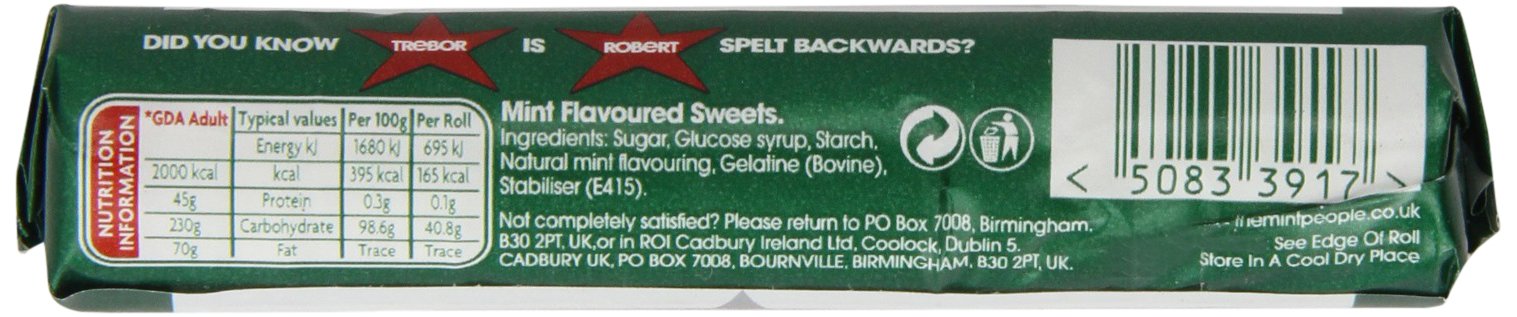 DID YOU KNOW TREBOR IS ROBERT SPELT BACKWARDS?
NUTRITION INFORMATION
*GDA Adult Typical values Per 100g Per Roll
Energy kJ 1680 kJ 695 kJ
2000 kcal kcal 395 kcal 165 kcal
45g Protein 0.3g 0.1g
230g Carbohydrate 98.6g 40.8g
70g Fat Trace Trace
Mint Flavoured Sweets.
Ingredients: Sugar, Glucose syrup, Starch,
Natural mint flavouring, Gelatine (Bovine),
Stabiliser (E415).
Not completely satisfied? Please return to PO Box 7008, Birmingham.
B30 2PT, UK,or in ROI Cadbury Ireland Ltd, Coolock, Dublin 5.
CADBURY UK, PO BOX 7008, BOURNVILLE, BIRMINGHAM, B30 2PT, UK.
< 5083 3917 >
themintpeople.co.uk
See Edge Of Roll
Store In A Cool Dry Place